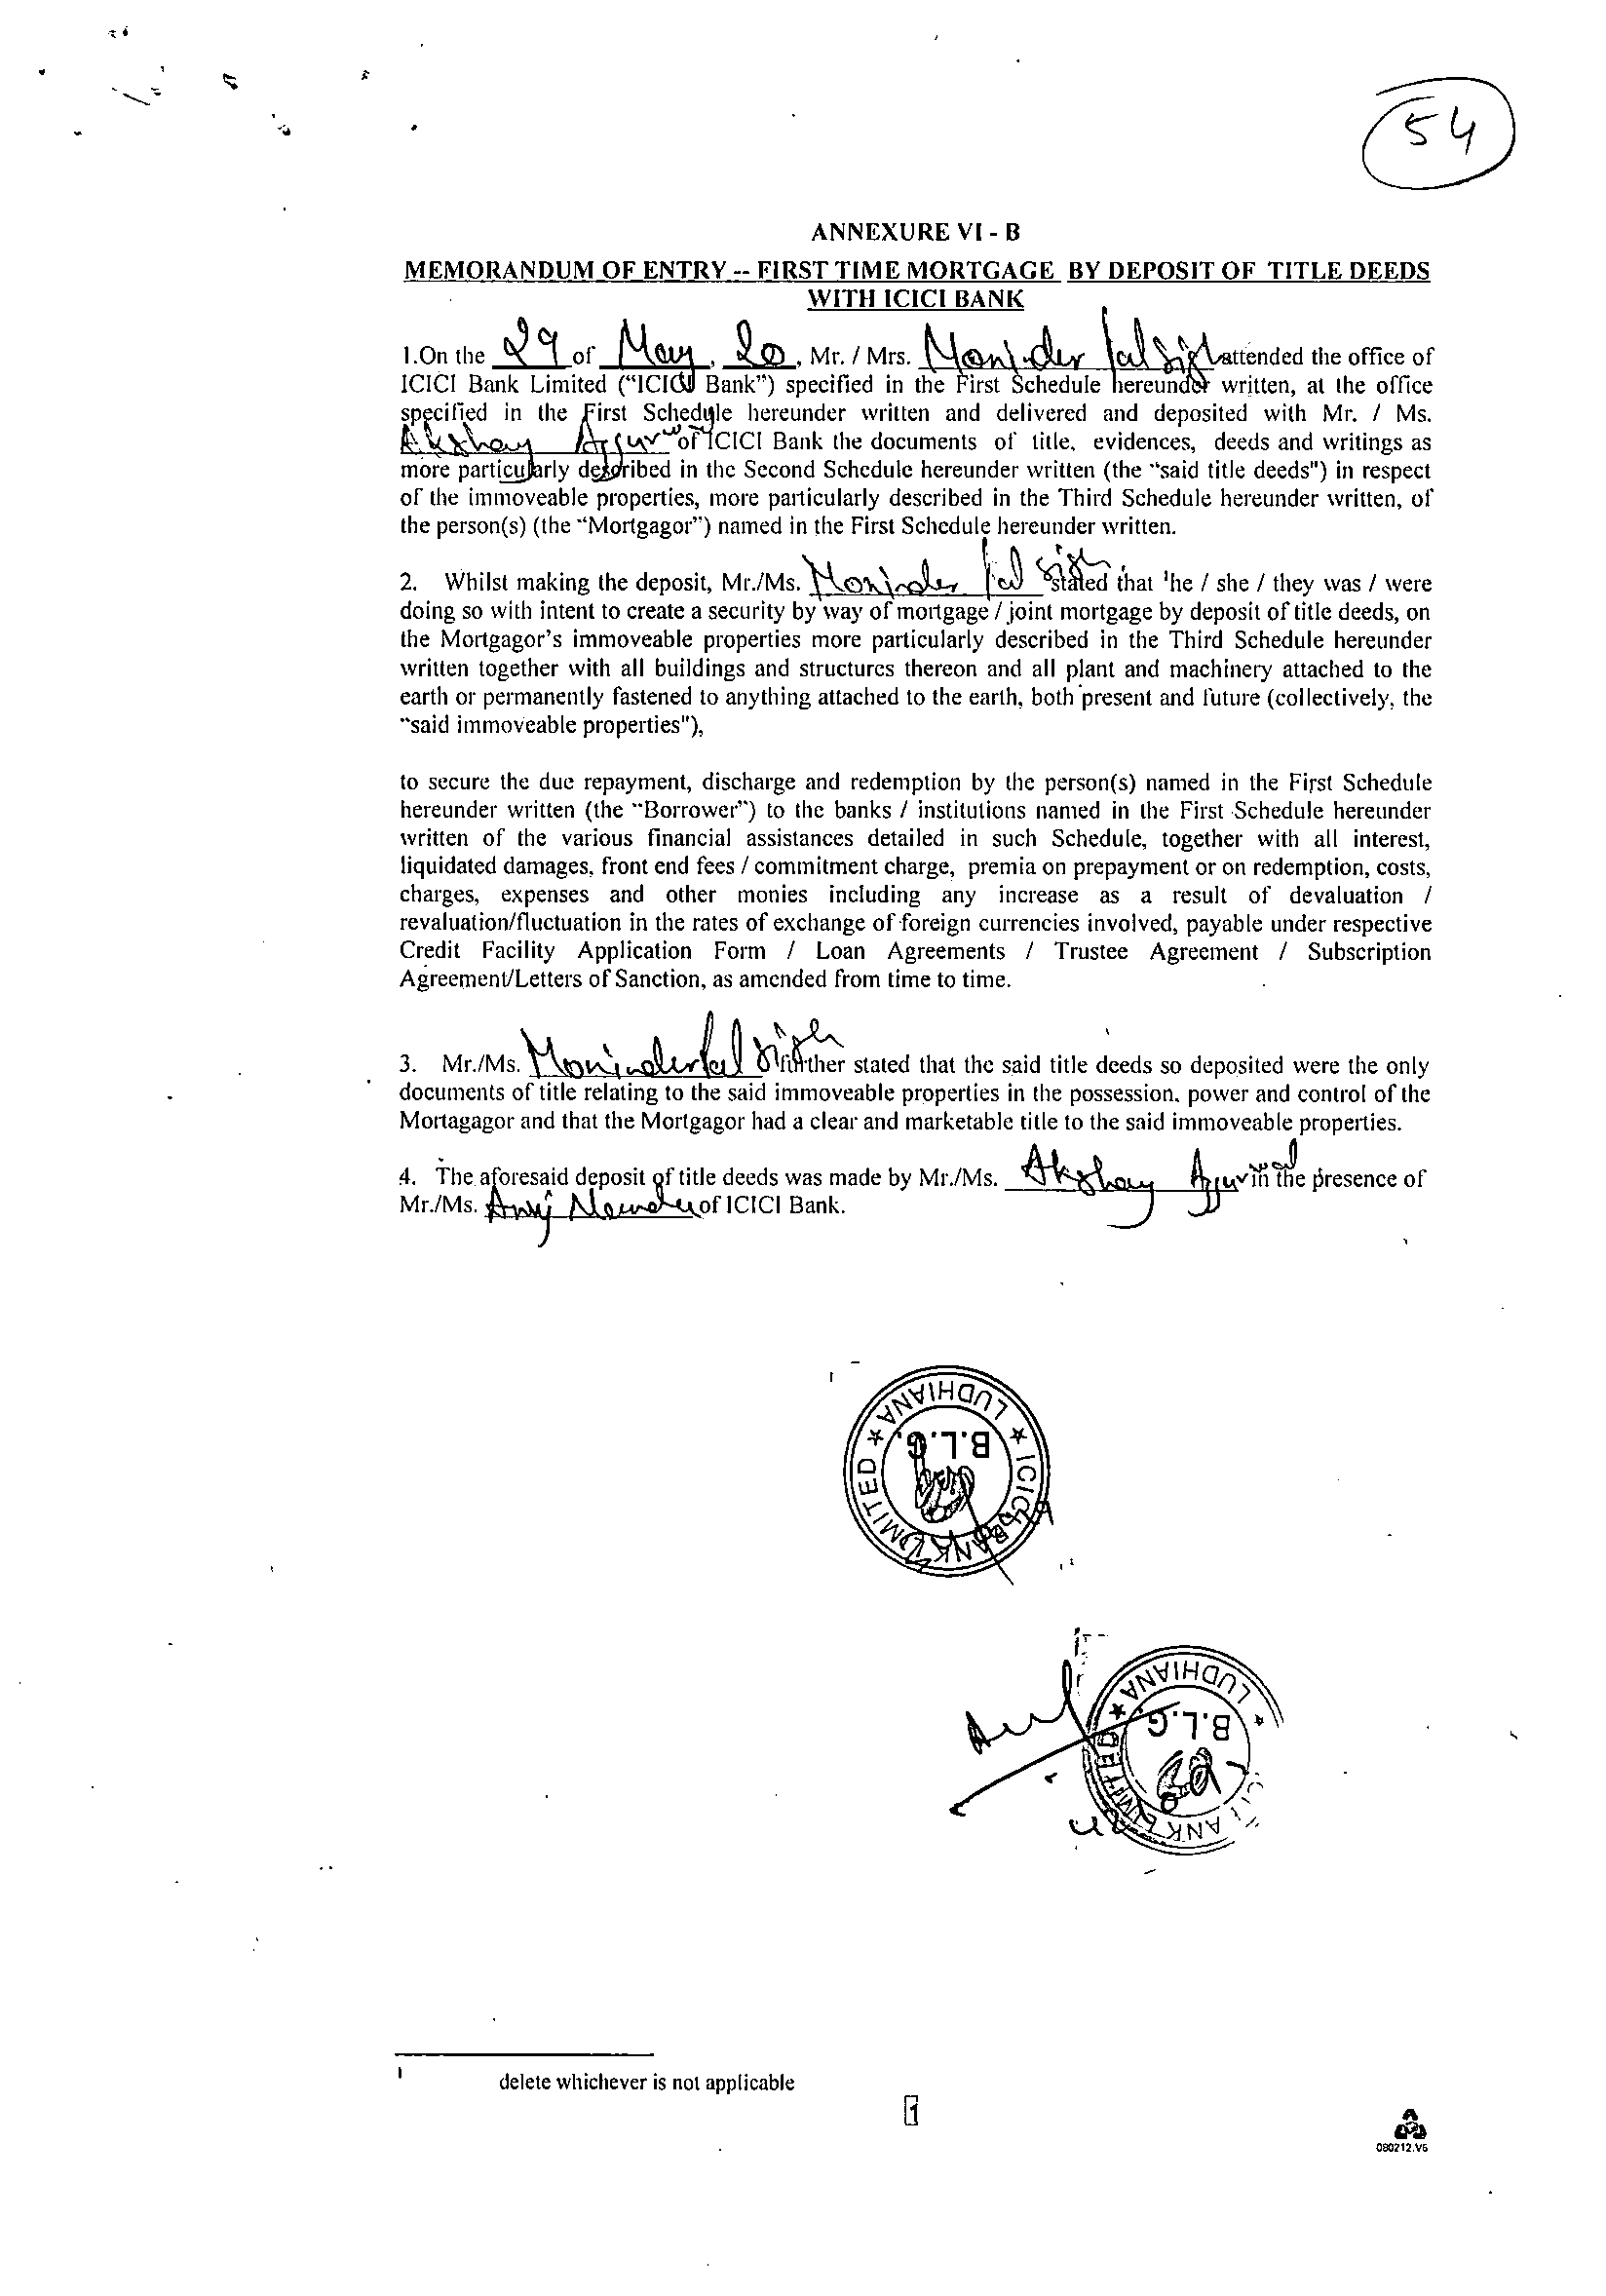 54
ANNEXURE VI - B
MEMORANDUM OF ENTRY -- FIRST TIME MORTGAGE BY DEPOSIT OF TITLE DEEDS
WITH ICICI BANK
1.On the 29 of May, 20, Mr. / Mrs. Moninder Pal Singh attended the office of
ICICI Bank Limited ("ICICI Bank") specified in the First Schedule hereunder written, at the office
specified in the First Schedule hereunder written and delivered and deposited with Mr. / Ms.
Akshay of ICICI Bank the documents of title, evidences, deeds and writings as
more particularly described in the Second Schedule hereunder written (the "said title deeds") in respect
of the immoveable properties, more particularly described in the Third Schedule hereunder written, of
the person(s) (the "Mortgagor") named in the First Schedule hereunder written.
2. Whilst making the deposit, Mr./Ms. Moninder Pal Singh stated that 'he / she / they was / were
doing so with intent to create a security by way of mortgage / joint mortgage by deposit of title deeds, on
the Mortgagor's immoveable properties more particularly described in the Third Schedule hereunder
written together with all buildings and structures thereon and all plant and machinery attached to the
earth or permanently fastened to anything attached to the earth, both present and future (collectively, the
"said immoveable properties"),
to secure the due repayment, discharge and redemption by the person(s) named in the First Schedule
hereunder written (the "Borrower") to the banks / institutions named in the First Schedule hereunder
written of the various financial assistances detailed in such Schedule, together with all interest,
liquidated damages, front end fees / commitment charge, premia on prepayment or on redemption, costs,
charges, expenses and other monies including any increase as a result of devaluation /
revaluation/fluctuation in the rates of exchange of foreign currencies involved, payable under respective
Credit Facility Application Form / Loan Agreements / Trustee Agreement / Subscription
Agreement/Letters of Sanction, as amended from time to time.
3. Mr./Ms. Moninder Pal Singh further stated that the said title deeds so deposited were the only
documents of title relating to the said immoveable properties in the possession, power and control of the
Mortagagor and that the Mortgagor had a clear and marketable title to the said immoveable properties.
4. The aforesaid deposit of title deeds was made by Mr./Ms. Akshay in the presence of
Mr./Ms. of ICICI Bank.
ICICI BANK LIMITED ★ LUDHIANA ★
B.L.G.
LIMITED ★ LUDHIANA ★
B.L.G.
1 delete whichever is not applicable
1
080212.V5